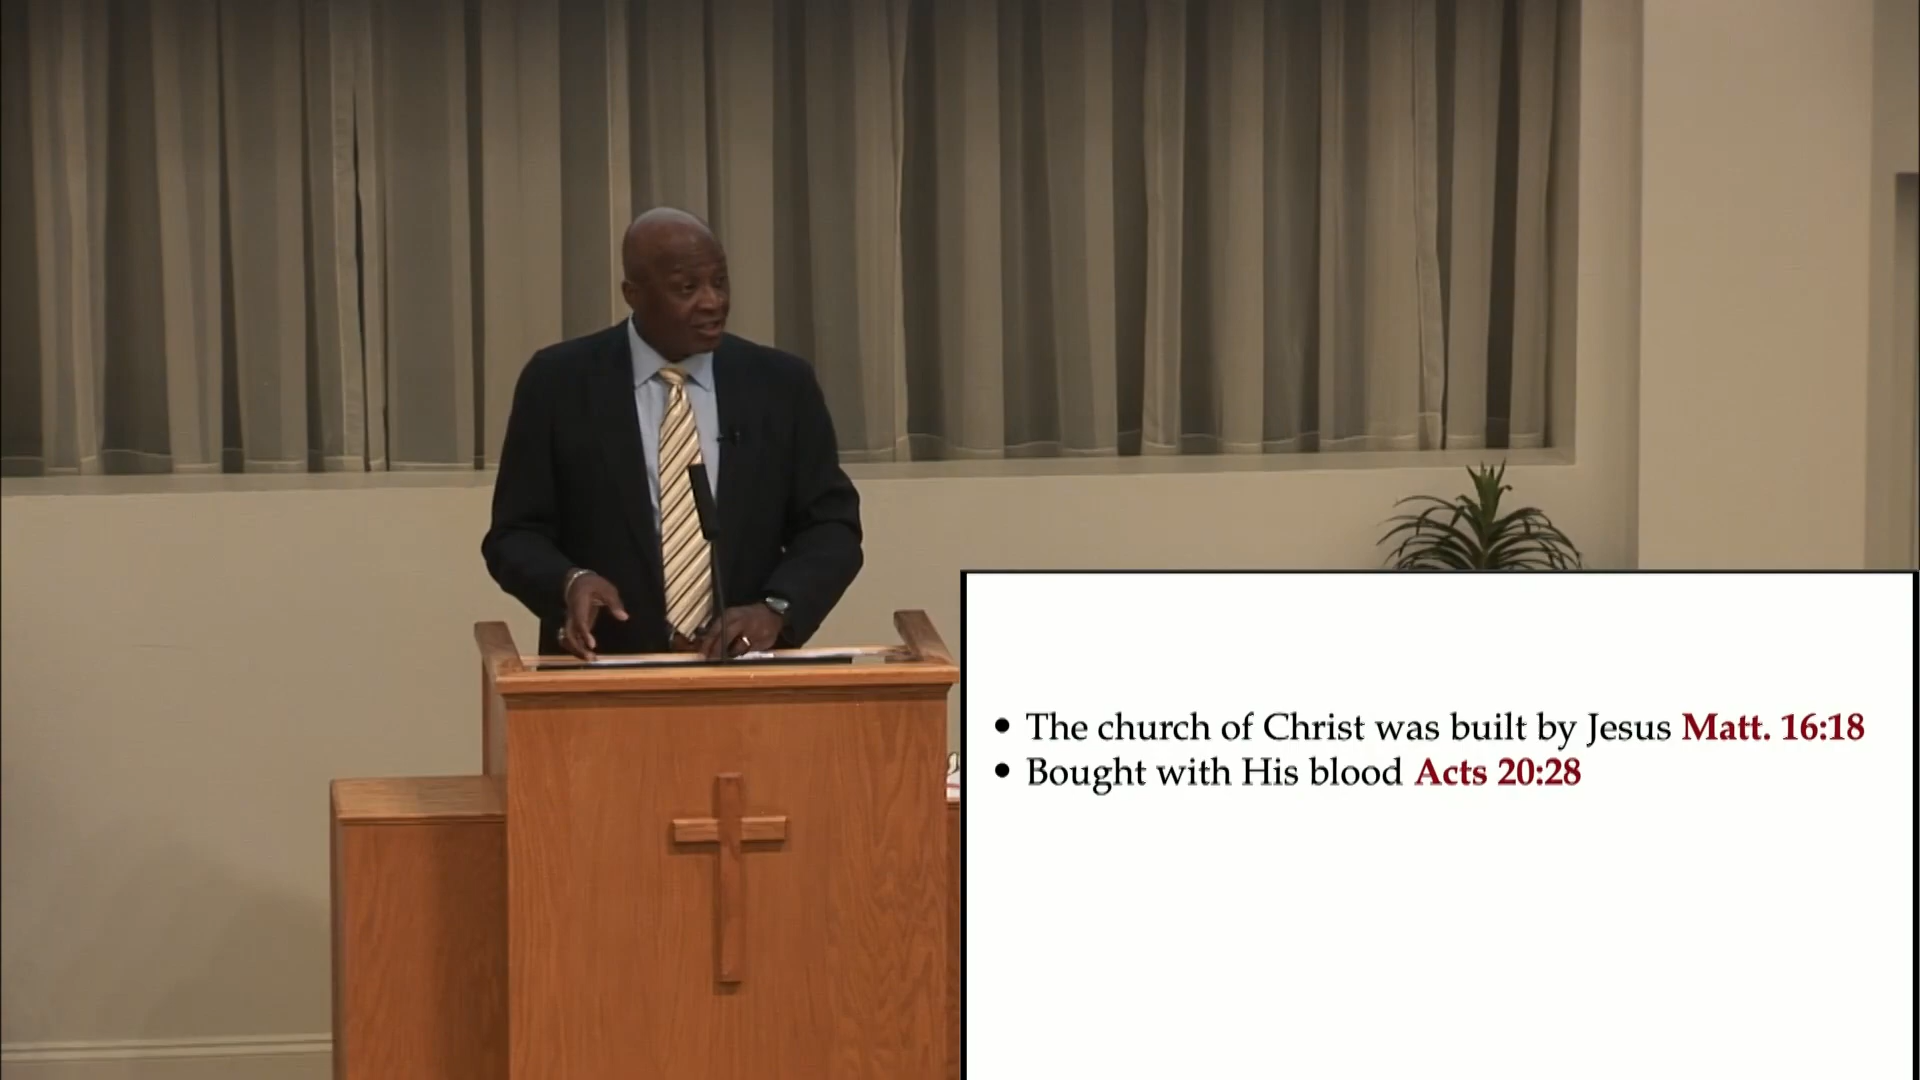 • The church of Christ was built by Jesus Matt. 16:18
• Bought with His blood Acts 20:28